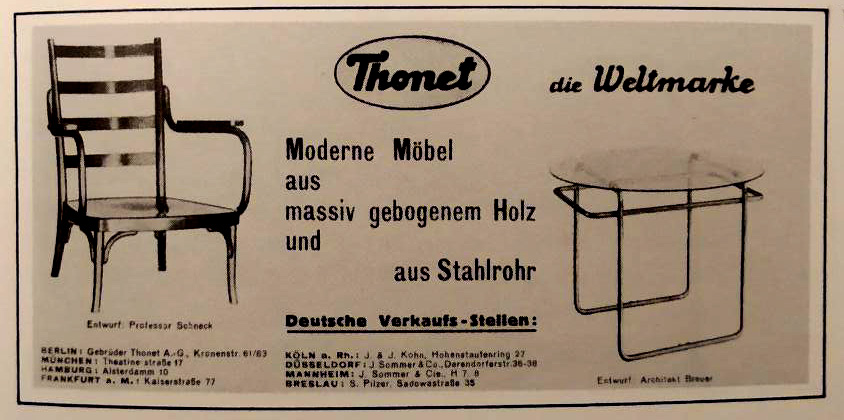 Thonet
die Weltmarke
Moderne Möbel
aus
massiv gebogenem Holz
und
aus Stahlrohr
Entwurf: Professor Schneck
Entwurf: Architekt Breuer
Deutsche Verkaufs-Stellen:
BERLIN: Gebrüder Thonet A.-G., Kronenstr. 61/63
MÜNCHEN: Theatine straße 17
HAMBURG: Alsterdamm 10
FRANKFURT a. M.: Kaiserstraße 77
KÖLN a. Rh.: J. & J. Kohn, Hohenstaufenring 27
DÜSSELDORF: J Sommer & Co., Derendorferstr. 36-38
MANNHEIM: J. Sommer & Cie., H 7. 8
BRESLAU: S. Pilzer, Sadowastraße 35